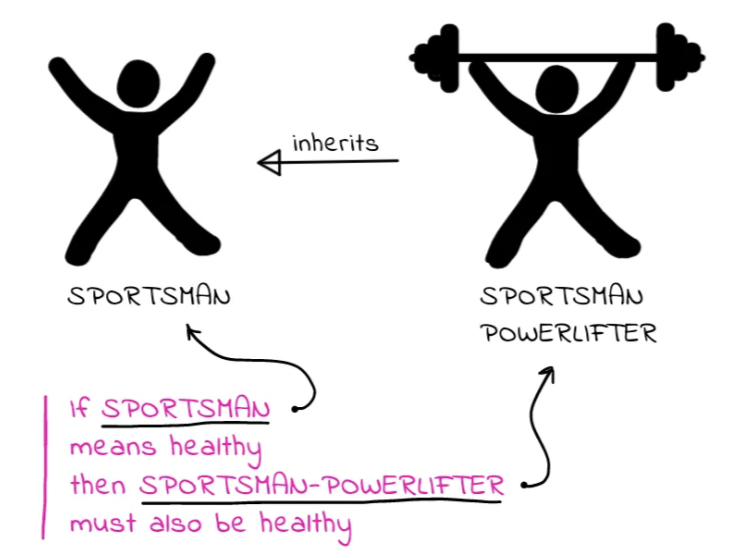 inherits
SPORTSMAN
SPORTSMAN
POWERLIFTER
If SPORTSMAN
means healthy
then SPORTSMAN-POWERLIFTER
must also be healthy